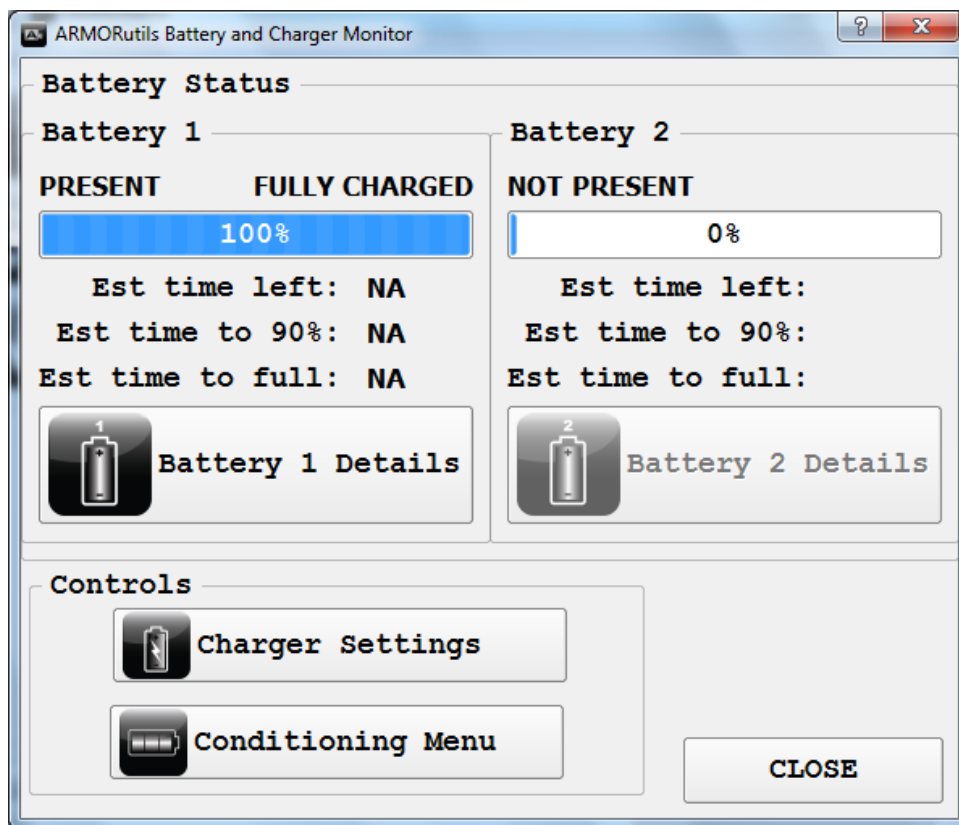 ARMORutils Battery and Charger Monitor
Battery Status
Battery 1
PRESENT FULLY CHARGED
100%
Est time left: NA
Est time to 90%: NA
Est time to full: NA
1
Battery 1 Details
Battery 2
NOT PRESENT
0%
Est time left:
Est time to 90%:
Est time to full:
2
Battery 2 Details
Controls
Charger Settings
Conditioning Menu
CLOSE